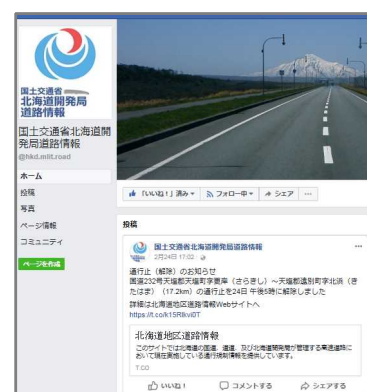 国土交通省
北海道開発局
道路情報
国土交通省北海道開
発局道路情報
@hkd.mlit.road
ホーム
投稿
写真
ページ情報
コミュニティ
ページを作成
「いいね！」済み
フォロー中
シェア
投稿
国土交通省北海道開発局道路情報
2月24日 17:02
通行止（解除）のお知らせ
国道232号天塩郡天塩町字更岸（さらきし）～天塩郡遠別町字北浜（き
たはま）（17.2km）の通行止を24日 午後5時に解除しました
詳細は北海道地区道路情報Webサイトへ
https://t.co/k15R8kvi0T
北海道地区道路情報
このサイトでは北海道の国道、道道、及び北海道開発局が管理する高速道路に
おいて現在実施している通行規制情報を提供しています。
T.CO
いいね！
コメントする
シェアする